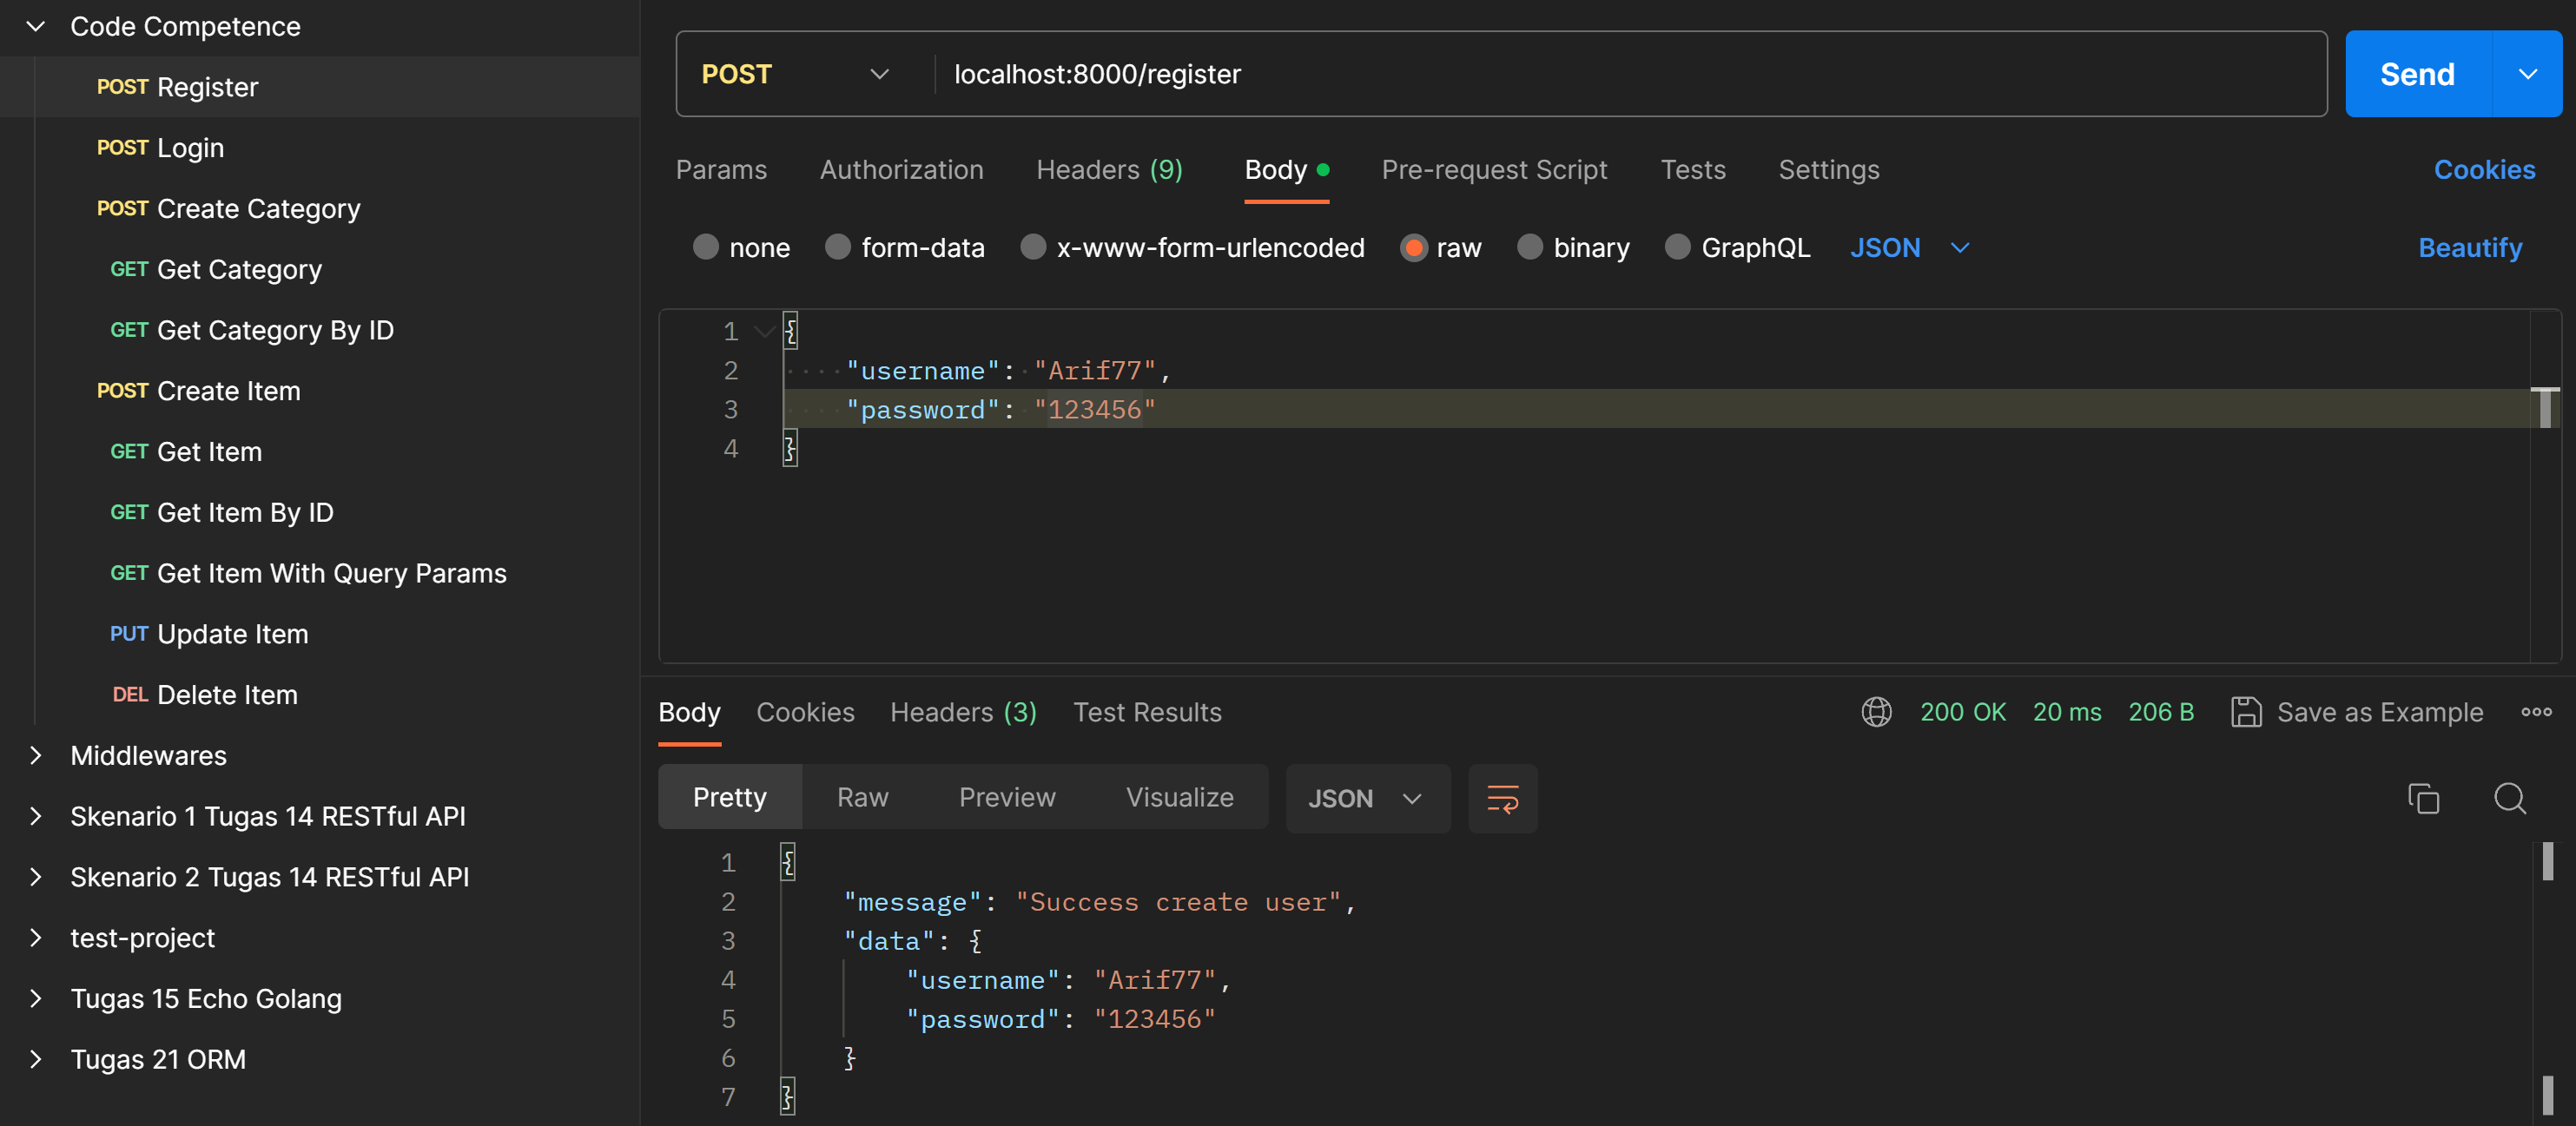 Code Competence
POST Register
POST Login
POST Create Category
GET Get Category
GET Get Category By ID
POST Create Item
GET Get Item
GET Get Item By ID
GET Get Item With Query Params
PUT Update Item
DEL Delete Item
Middlewares
Skenario 1 Tugas 14 RESTful API
Skenario 2 Tugas 14 RESTful API
test-project
Tugas 15 Echo Golang
Tugas 21 ORM
POST localhost:8000/register Send
Params Authorization Headers (9) Body Pre-request Script Tests Settings Cookies
none form-data x-www-form-urlencoded raw binary GraphQL JSON Beautify
1 {
2 "username": "Arif77",
3 "password": "123456"
4 }
Body Cookies Headers (3) Test Results 200 OK 20 ms 206 B Save as Example
Pretty Raw Preview Visualize JSON
1 {
2 "message": "Success create user",
3 "data": {
4 "username": "Arif77",
5 "password": "123456"
6 }
7 }